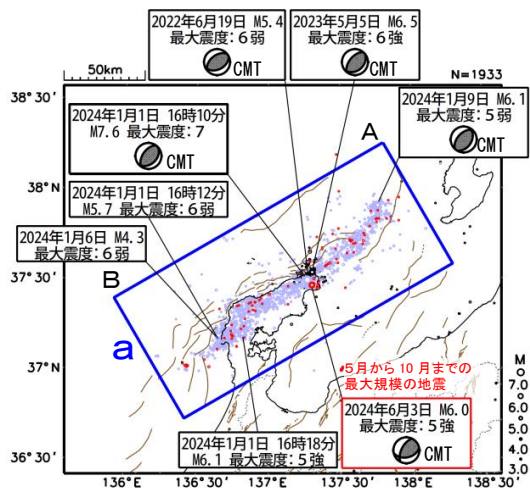 2022年6月19日 M5.4
最大震度：6弱
CMT
2023年5月5日 M6.5
最大震度：6強
CMT
50km
N=1933
38°30′
2024年1月1日 16時10分
M7.6 最大震度：7
CMT
A
2024年1月9日 M6.1
最大震度：5弱
CMT
38°N
2024年1月1日 16時12分
M5.7 最大震度：6弱
2024年1月6日 M4.3
最大震度：6弱
37°30′
B
a
37°N
5月から10月までの
最大規模の地震
M
7.0
6.0
5.0
4.0
3.0
2024年6月3日 M6.0
最大震度：5強
CMT
2024年1月1日 16時18分
M6.1 最大震度：5強
36°30′
136°E
136°30′
137°E
137°30′
138°E
138°30′